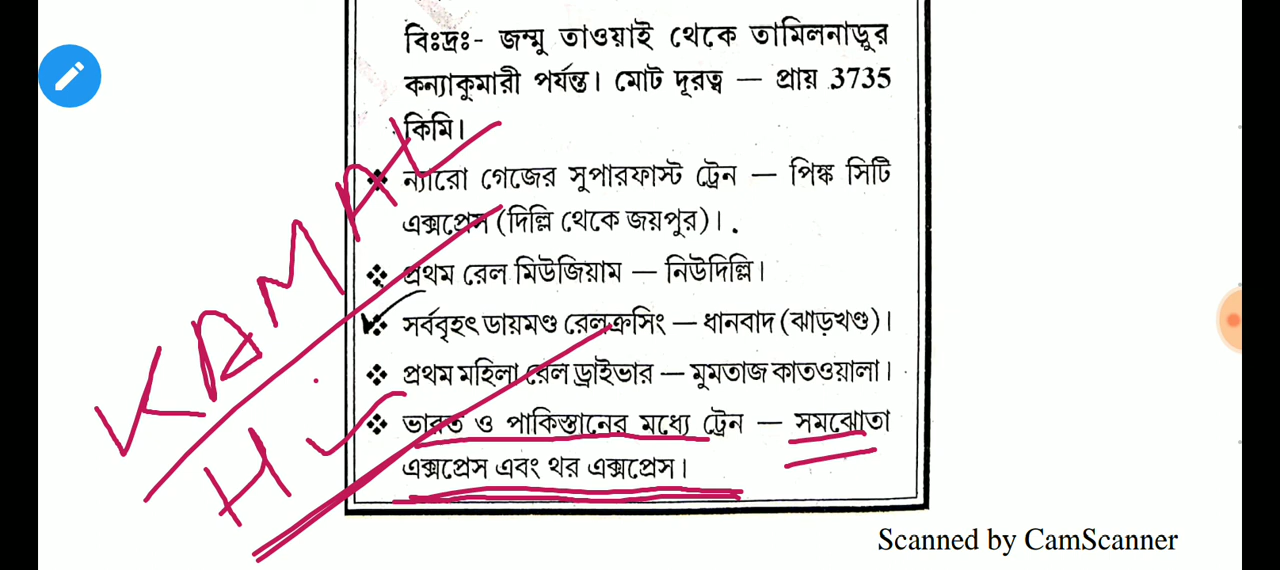 বিঃদ্রঃ- জম্মু তাওয়াই থেকে তামিলনাড়ুর
কন্যাকুমারী পর্যন্ত। মোট দূরত্ব — প্রায় 3735
কিমি।
❖ ন্যারো গেজের সুপারফাস্ট ট্রেন — পিঙ্ক সিটি
এক্সপ্রেস (দিল্লি থেকে জয়পুর)।
❖ প্রথম রেল মিউজিয়াম — নিউদিল্লি।
❖ সর্ববৃহৎ ডায়মণ্ড রেলক্রসিং — ধানবাদ (ঝাড়খণ্ড)।
❖ প্রথম মহিলা রেল ড্রাইভার — মুমতাজ কাতওয়ালা।
❖ ভারত ও পাকিস্তানের মধ্যে ট্রেন — সমঝোতা
এক্সপ্রেস এবং থর এক্সপ্রেস।
KAMAL
Hi
Scanned by CamScanner